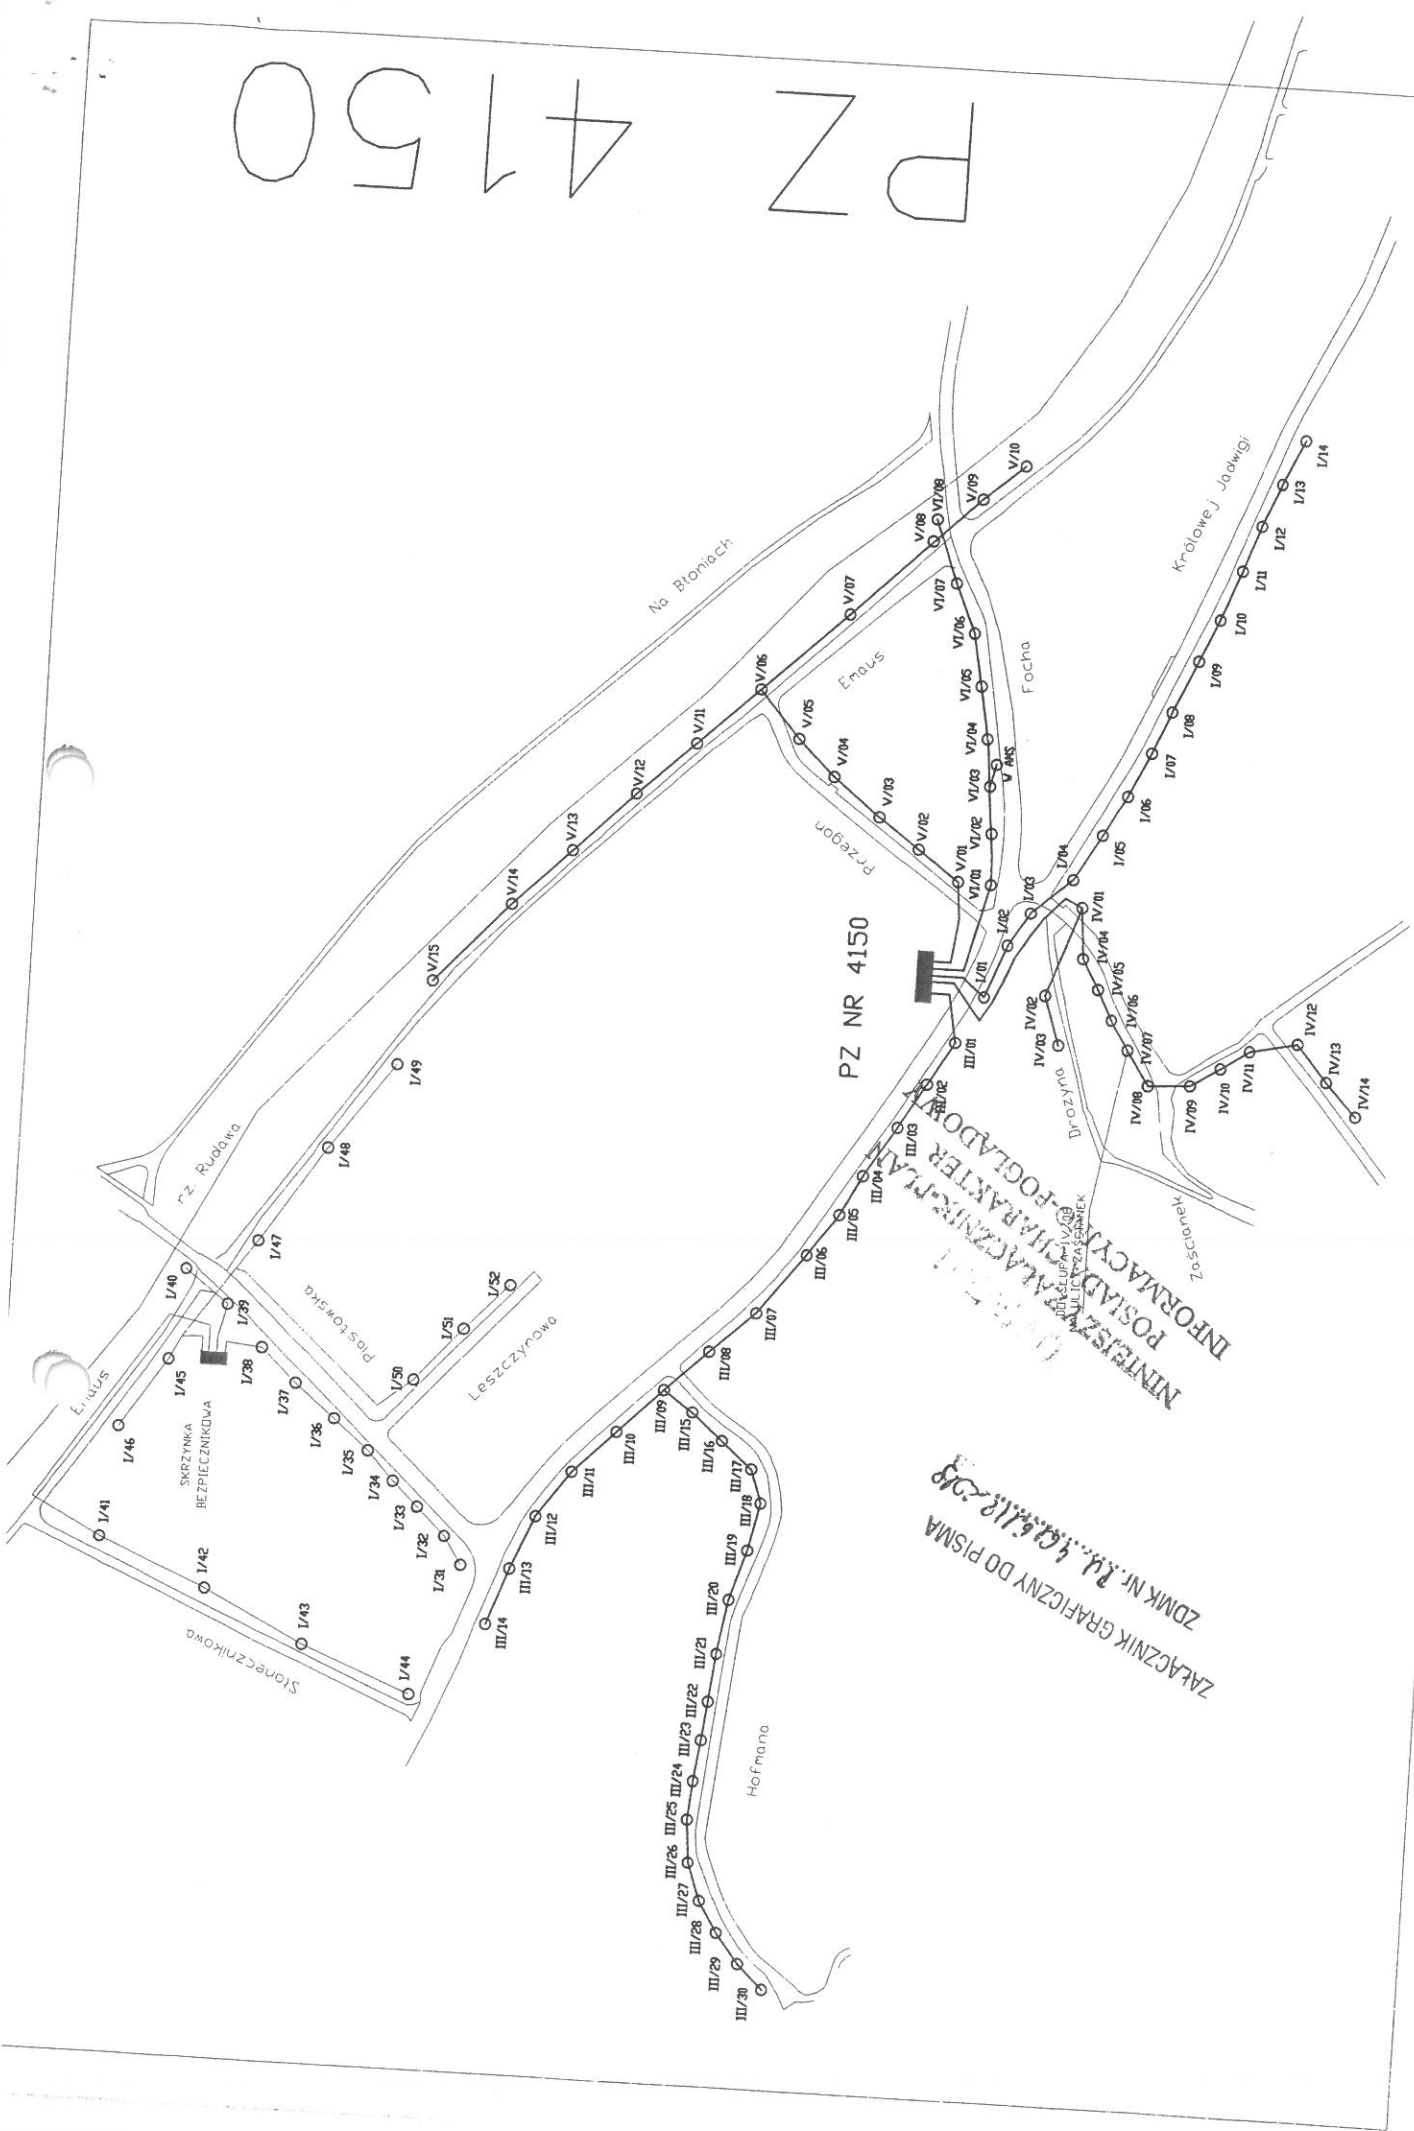 PZ 4150
Na Błoniach
Królowej Jadwigi
Emaus
Focha
Przegon
rz. Rudawa
Piastowska
Leszczynowa
Słonecznikowa
Hofmana
Drożyna
Zaścianek
PZ NR 4150
SKRZYNKA
BEZPIECZNIKOWA
V/01
V/02
V/03
V/04
V/05
V/06
V/07
V/08
V/09
V/10
V/11
V/12
V/13
V/14
V/15
VI/01
VI/02
VI/03
VI/04
VI/05
VI/06
VI/07
VI/08
V AMS
I/01
I/02
I/03
I/04
I/05
I/06
I/07
I/08
I/09
I/10
I/11
I/12
I/13
I/14
IV/01
IV/02
IV/03
IV/04
IV/05
IV/06
IV/07
IV/08
IV/09
IV/10
IV/11
IV/12
IV/13
IV/14
III/01
III/02
III/03
III/04
III/05
III/06
III/07
III/08
III/09
III/10
III/11
III/12
III/13
III/14
III/15
III/16
III/17
III/18
III/19
III/20
III/21
III/22
III/23
III/24
III/25
III/26
III/27
III/28
III/29
III/30
I/31
I/32
I/33
I/34
I/35
I/36
I/37
I/38
I/39
I/40
I/41
I/42
I/43
I/44
I/45
I/46
I/47
I/48
I/49
I/50
I/51
I/52
NINIEJSZY ZAŁĄCZNIK-PLAN
POSIADA CHARAKTER
INFORMACYJNO-POGLĄDOWY
ZAŁĄCZNIK GRAFICZNY DO PISMA
ZDMK Nr.